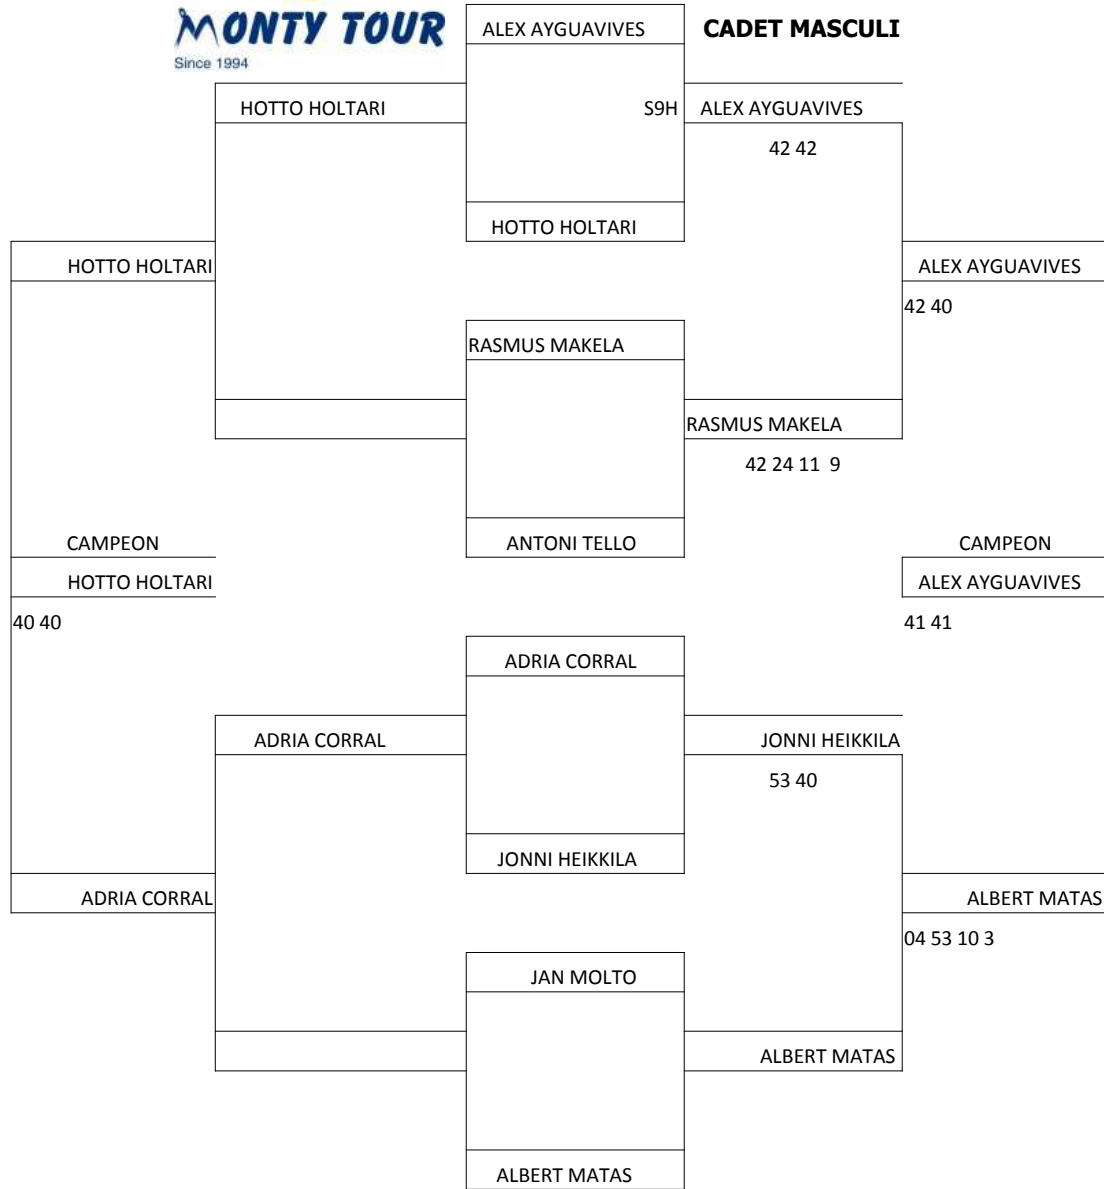 MONTY TOUR
Since 1994
ALEX AYGUAVIVES
CADET MASCULI
HOTTO HOLTARI
S9H
ALEX AYGUAVIVES
42 42
HOTTO HOLTARI
HOTTO HOLTARI
ALEX AYGUAVIVES
42 40
RASMUS MAKELA
RASMUS MAKELA
42 24 11 9
CAMPEON
ANTONI TELLO
CAMPEON
HOTTO HOLTARI
ALEX AYGUAVIVES
40 40
41 41
ADRIA CORRAL
ADRIA CORRAL
JONNI HEIKKILA
53 40
JONNI HEIKKILA
ADRIA CORRAL
ALBERT MATAS
04 53 10 3
JAN MOLTO
ALBERT MATAS
ALBERT MATAS